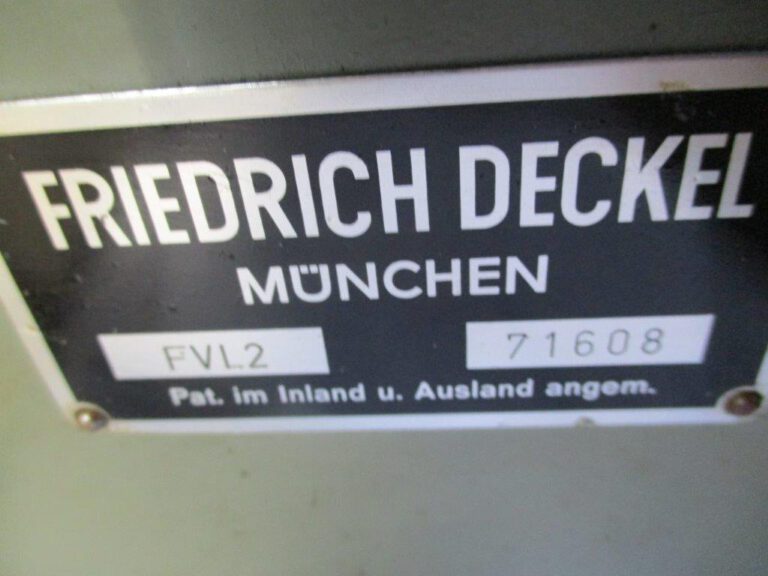 FRIEDRICH DECKEL
MÜNCHEN
FVL2 71608
Pat. im Inland u. Ausland angem.